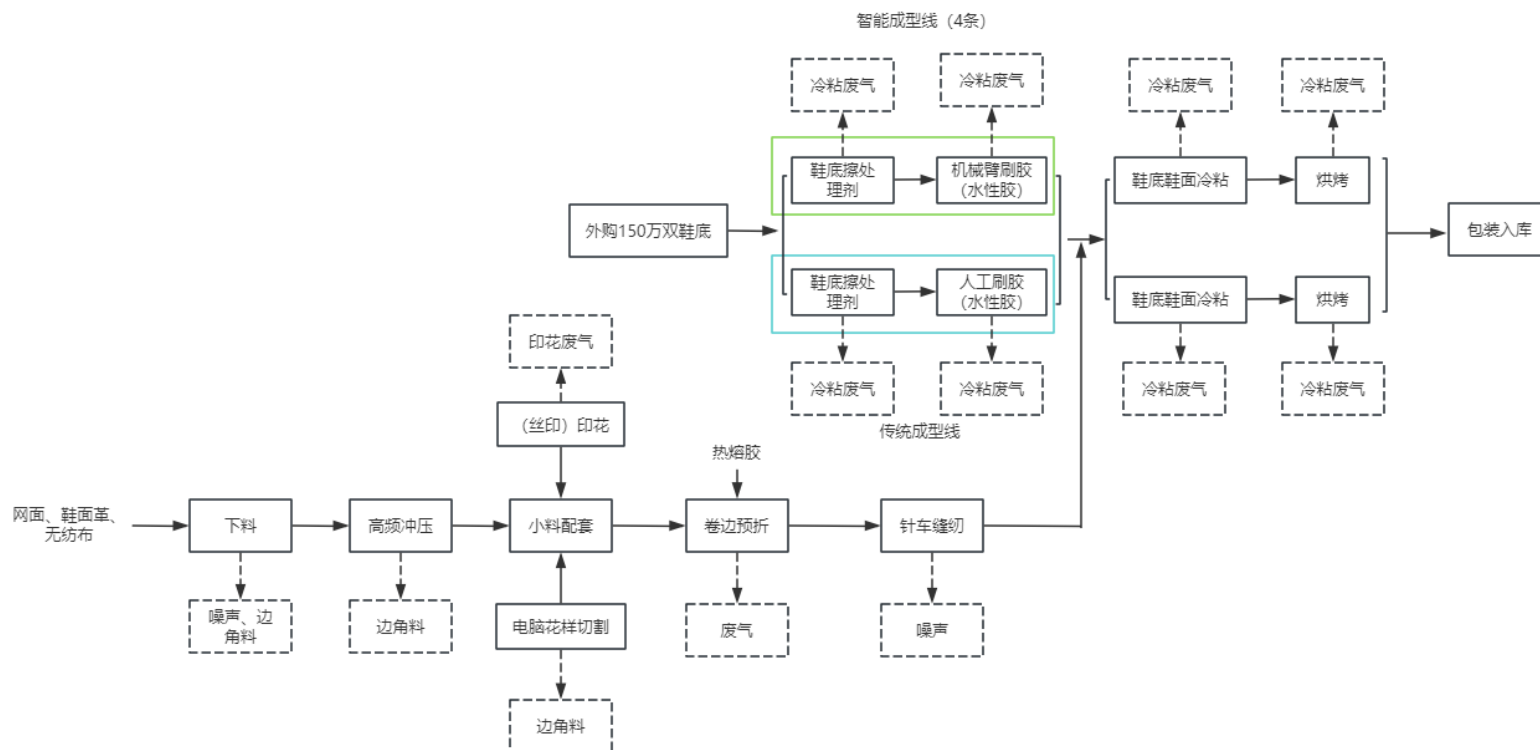 智能成型线（4条）
冷粘废气
冷粘废气
冷粘废气
冷粘废气
鞋底擦处
理剂
机械臂刷胶
（水性胶）
鞋底鞋面冷粘
烘烤
外购150万双鞋底
包装入库
鞋底擦处
理剂
人工刷胶
（水性胶）
鞋底鞋面冷粘
烘烤
印花废气
冷粘废气
冷粘废气
冷粘废气
冷粘废气
（丝印）印花
传统成型线
热熔胶
网面、鞋面革、
无纺布
下料
高频冲压
小料配套
卷边预折
针车缝纫
噪声、边
角料
边角料
电脑花样切割
废气
噪声
边角料